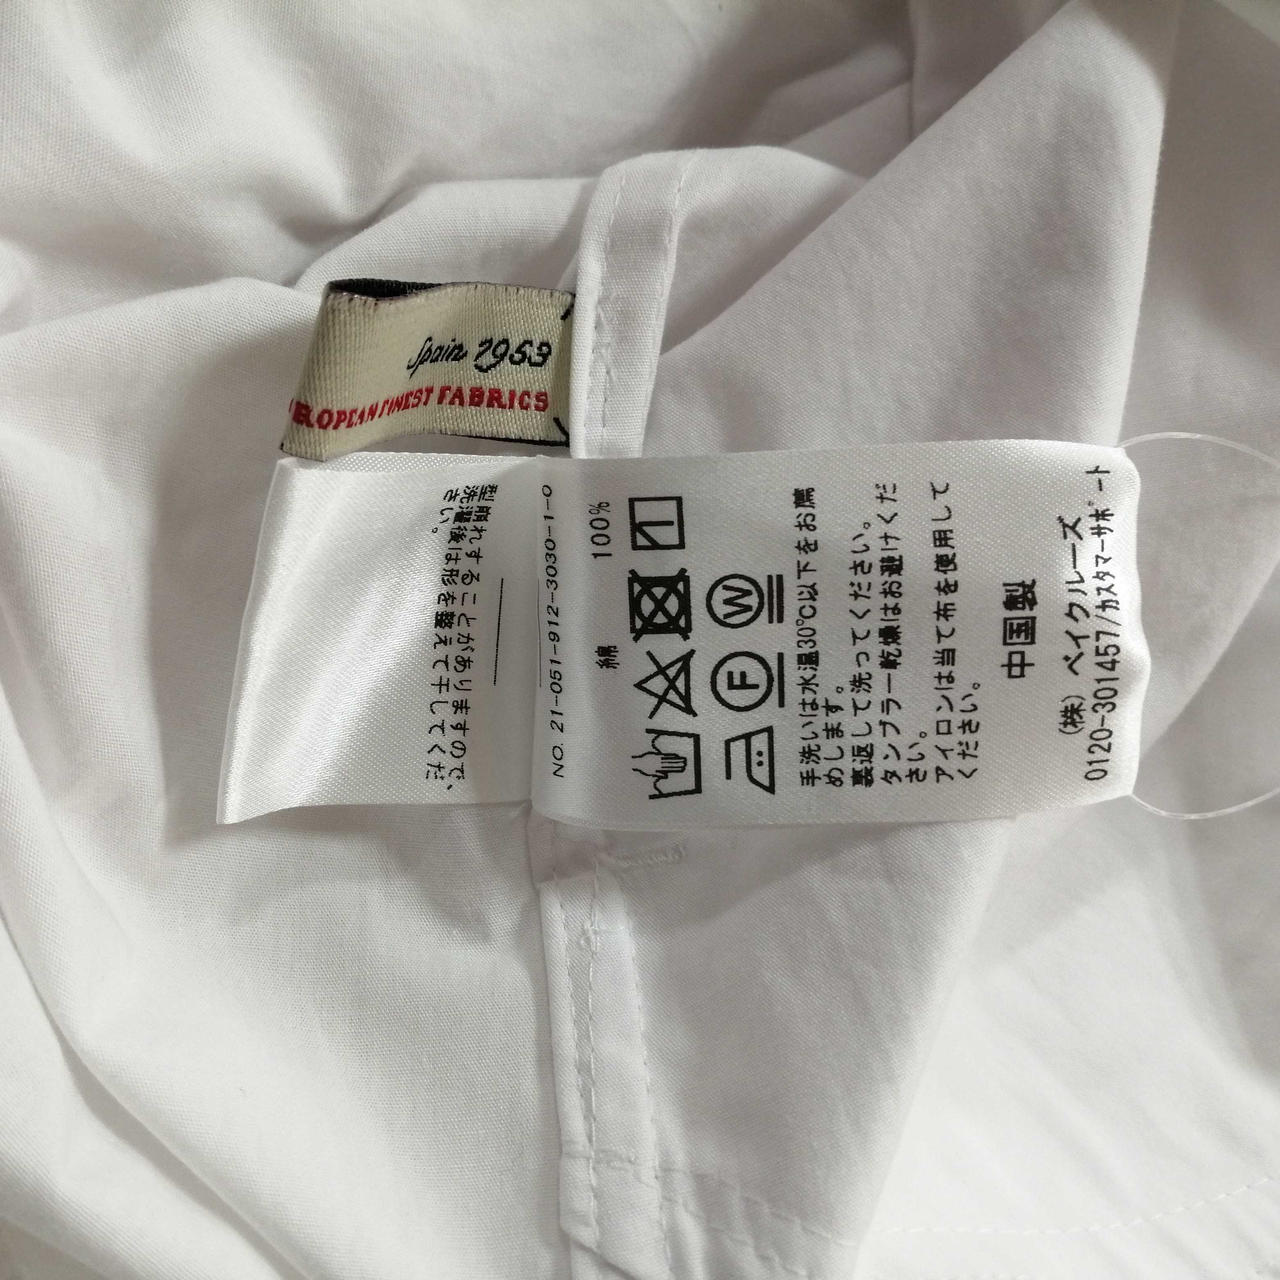 Spain 1953
EUROPEAN FINEST FABRICS
型崩れすることがありますので、
洗濯後は形を整えて干してくだ
さい。
NO. 21-051-912-3030-1-0
綿 100%
W
F
手洗いは水温30℃以下をお薦
めします。
裏返して洗ってください。
タンブラー乾燥はお避けくだ
さい。
アイロンは当て布を使用して
ください。
中国製
(株) ベイクルーズ
0120-301457/カスタマーサポート